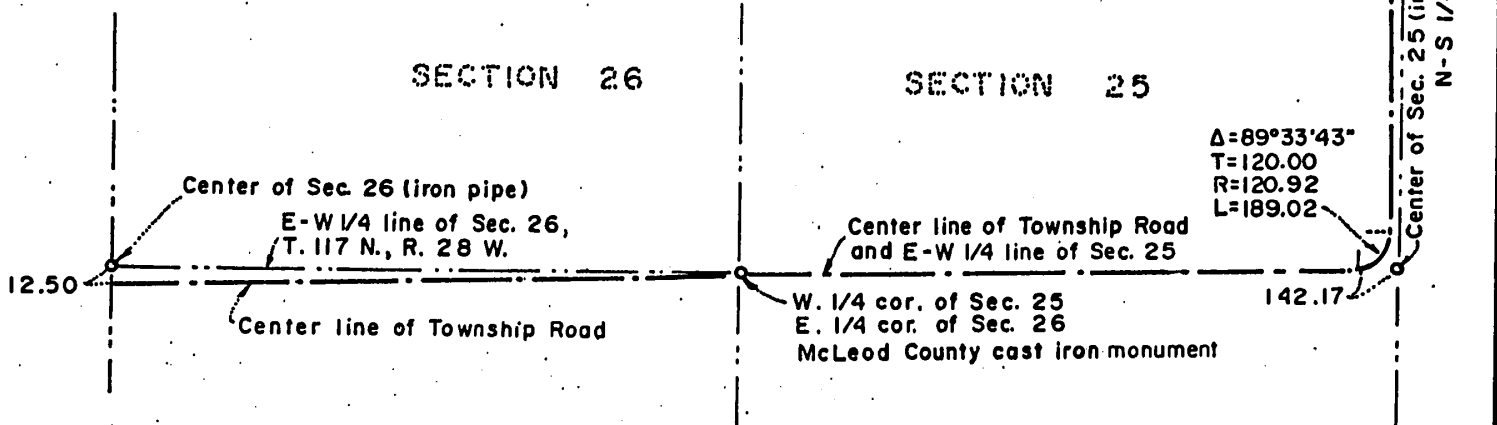 SECTION 26
SECTION 25
Δ=89°33'43"
T=120.00
R=120.92
L=189.02
Center of Sec. 26 (iron pipe)
E-W 1/4 line of Sec. 26,
T. 117 N., R. 28 W.
Center line of Township Road
and E-W 1/4 line of Sec. 25
12.50
142.17
W. 1/4 cor. of Sec. 25
E. 1/4 cor. of Sec. 26
McLeod County cast iron monument
Center line of Township Road
Center of Sec. 25
N-S